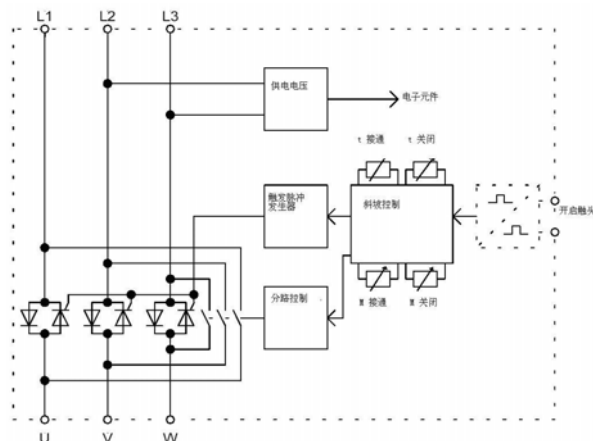 L1 L2 L3
供电电压
电子元件
τ 接通 τ 关闭
触发脉冲
发生器
斜坡控制
开启触头
分路控制
M 接通 M 关闭
U V W